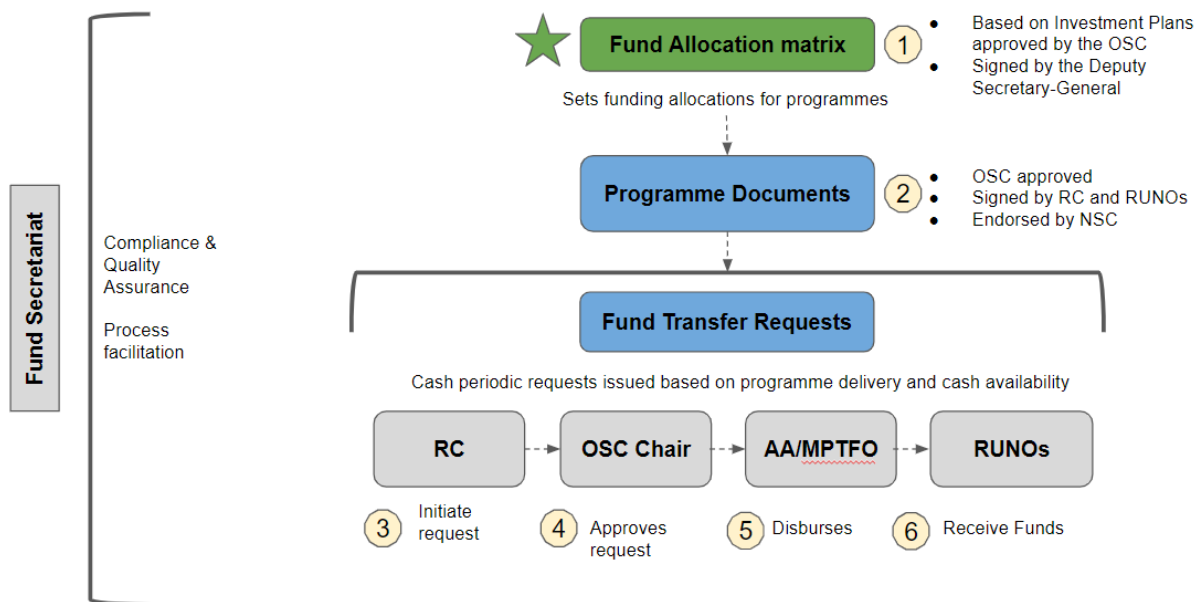 Fund Allocation matrix
1
● Based on Investment Plans
approved by the OSC
● Signed by the Deputy
Secretary-General
Sets funding allocations for programmes
Programme Documents
2
● OSC approved
● Signed by RC and RUNOs
● Endorsed by NSC
Fund Secretariat
Compliance &
Quality
Assurance
Process
facilitation
Fund Transfer Requests
Cash periodic requests issued based on programme delivery and cash availability
RC
OSC Chair
AA/MPTFO
RUNOs
3
Initiate
request
4
Approves
request
5
Disburses
6
Receive Funds